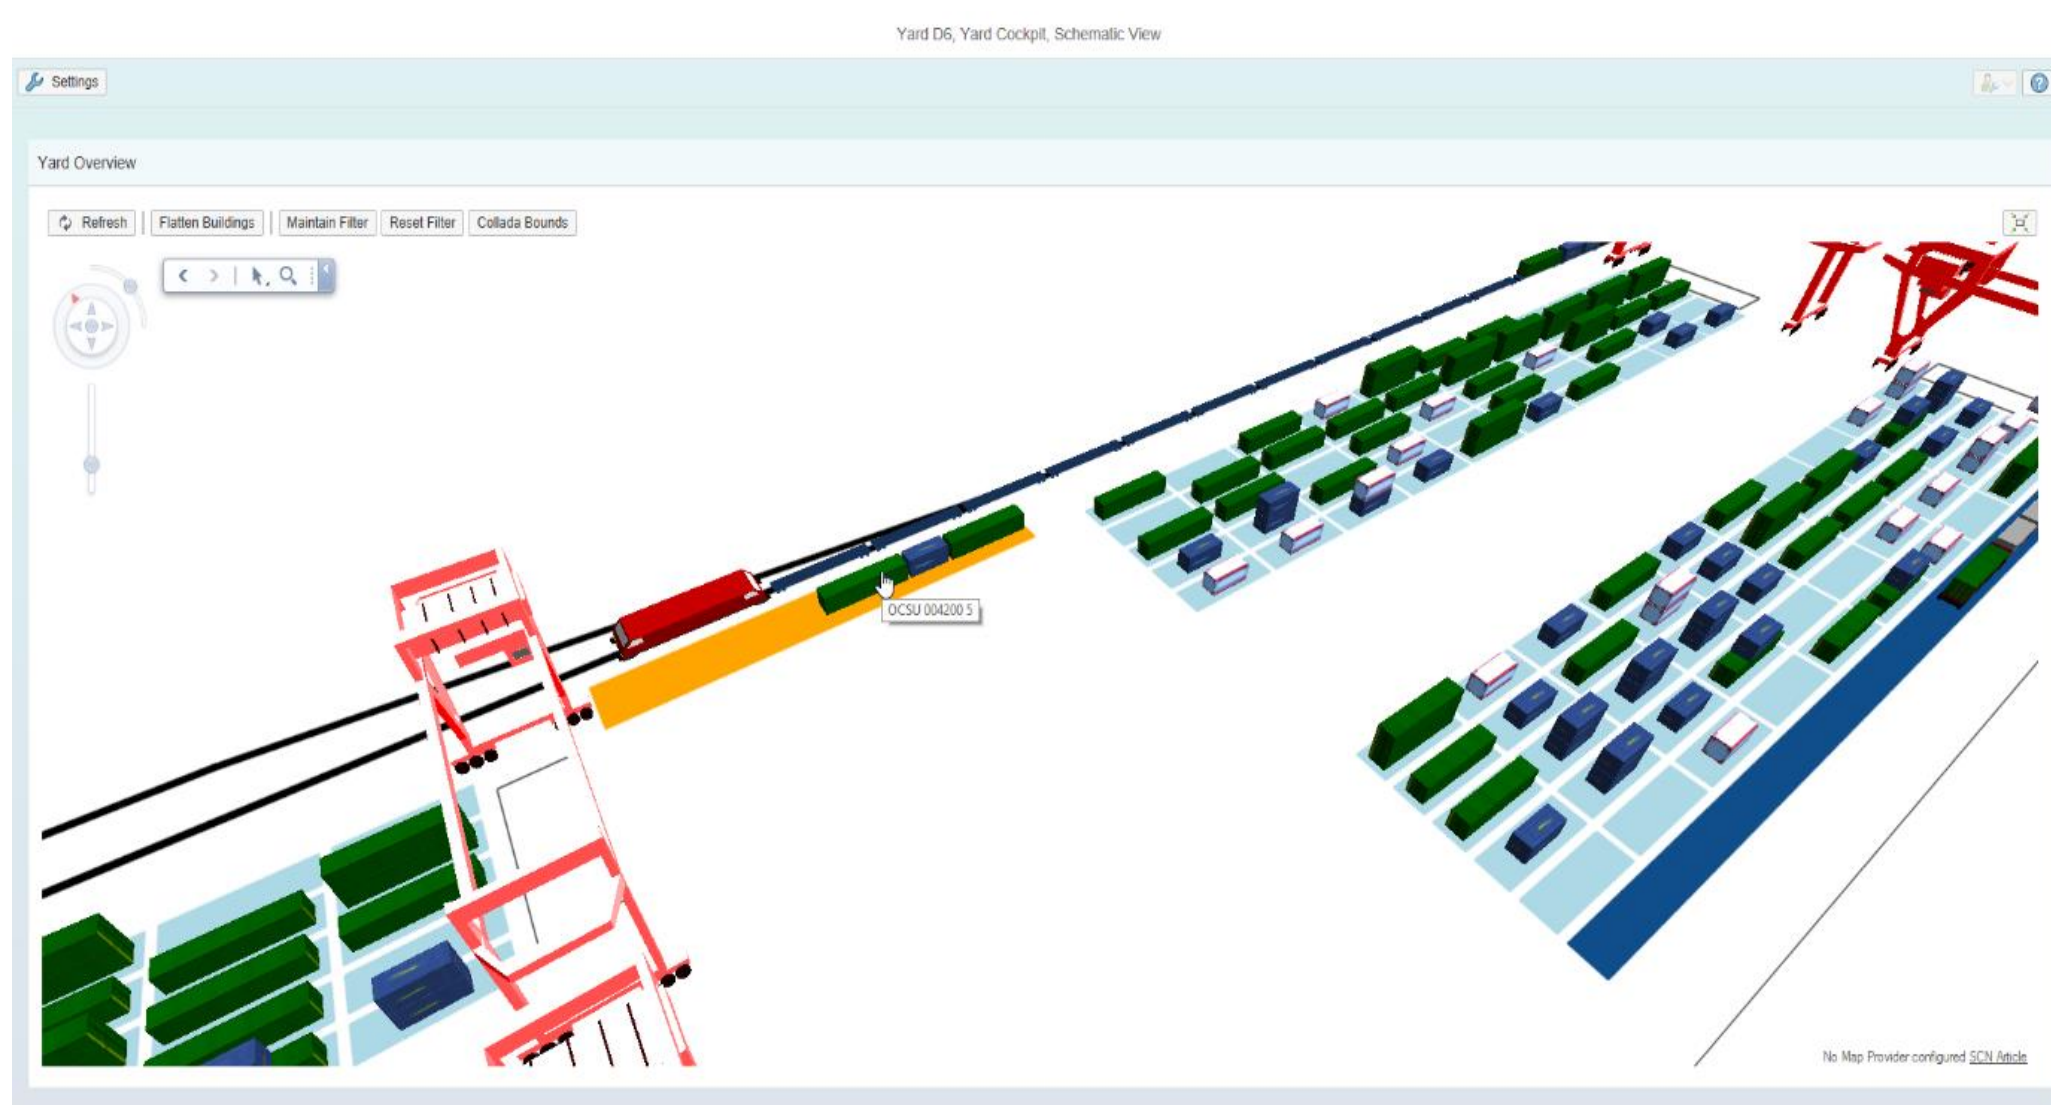 Yard D6, Yard Cockpit, Schematic View
Settings
Yard Overview
Refresh
Flatten Buildings
Maintain Filter
Reset Filter
Collada Bounds
OCSU 004200 5
No Map Provider configured SCN Article